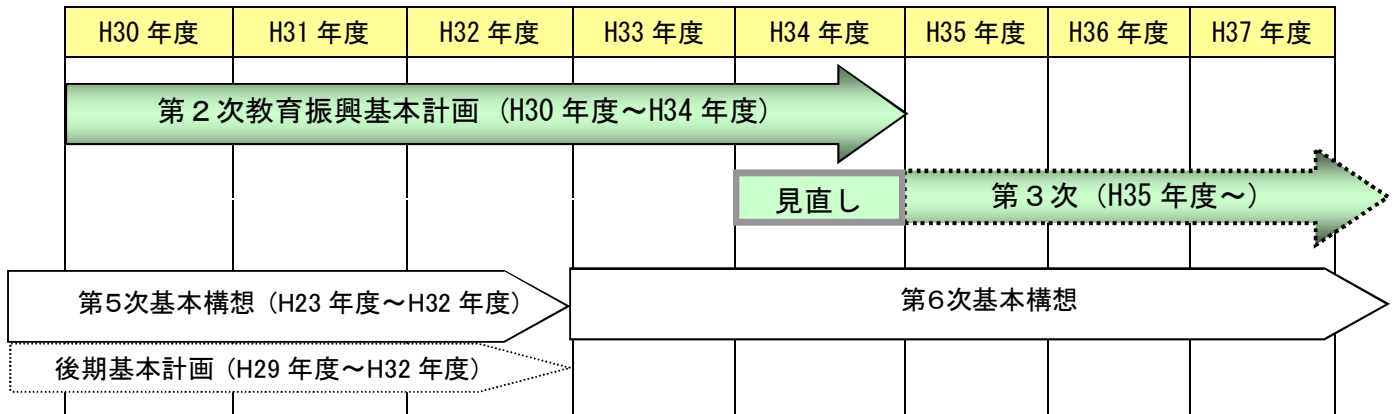 H30 年度 H31 年度 H32 年度 H33 年度 H34 年度 H35 年度 H36 年度 H37 年度
第２次教育振興基本計画（H30 年度～H34 年度）
見直し 第３次（H35 年度～）
第５次基本構想（H23 年度～H32 年度） 第６次基本構想
後期基本計画（H29 年度～H32 年度）